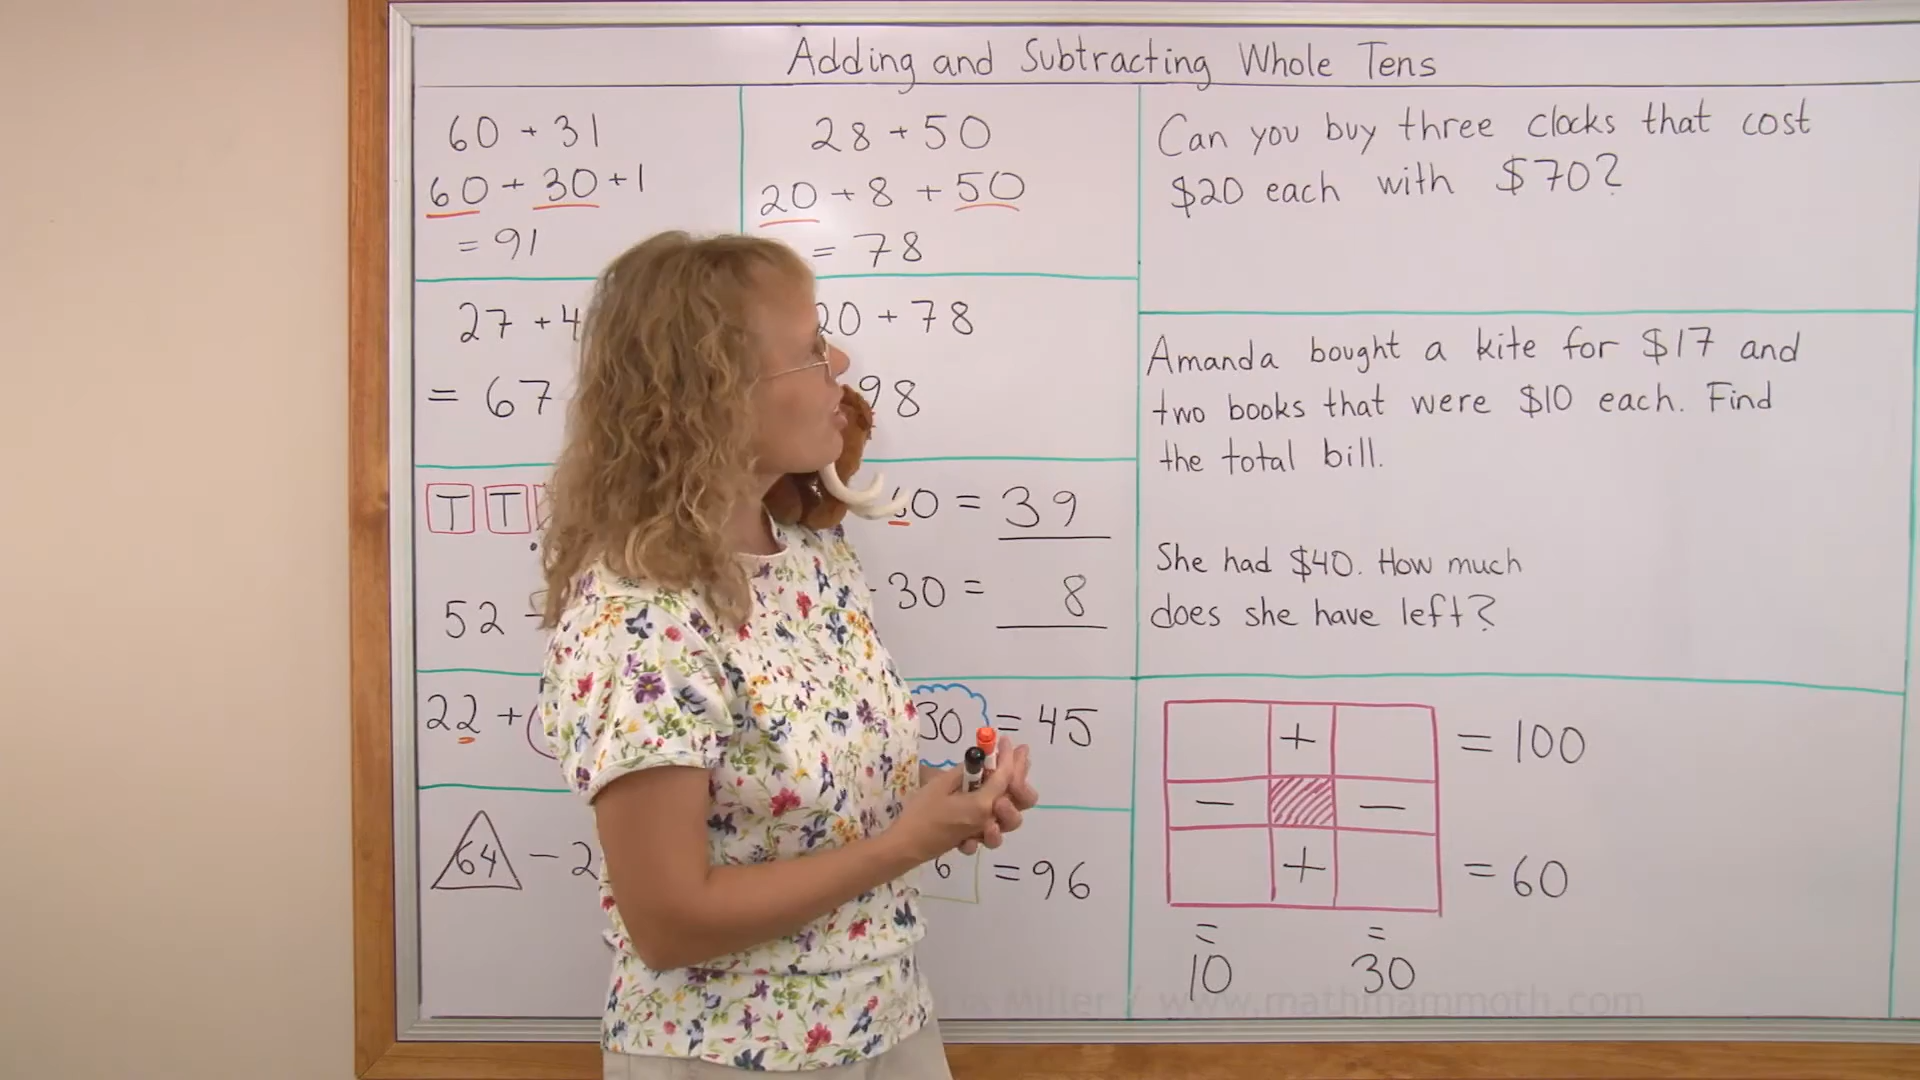 Adding and Subtracting Whole Tens
60 + 31
60 + 30 + 1
= 91
28 + 50
20 + 8 + 50
= 78
27 + 4
= 67
20 + 78
98
T T
52 -
0 = 39
- 30 = 8
22 +
30 = 45
64 - 2
6 = 96
Can you buy three clocks that cost
$20 each with $70?
Amanda bought a kite for $17 and
two books that were $10 each. Find
the total bill.
She had $40. How much
does she have left?
+ = 100
- -
+ = 60
= =
10 30
Miller / www.mathmammoth.com